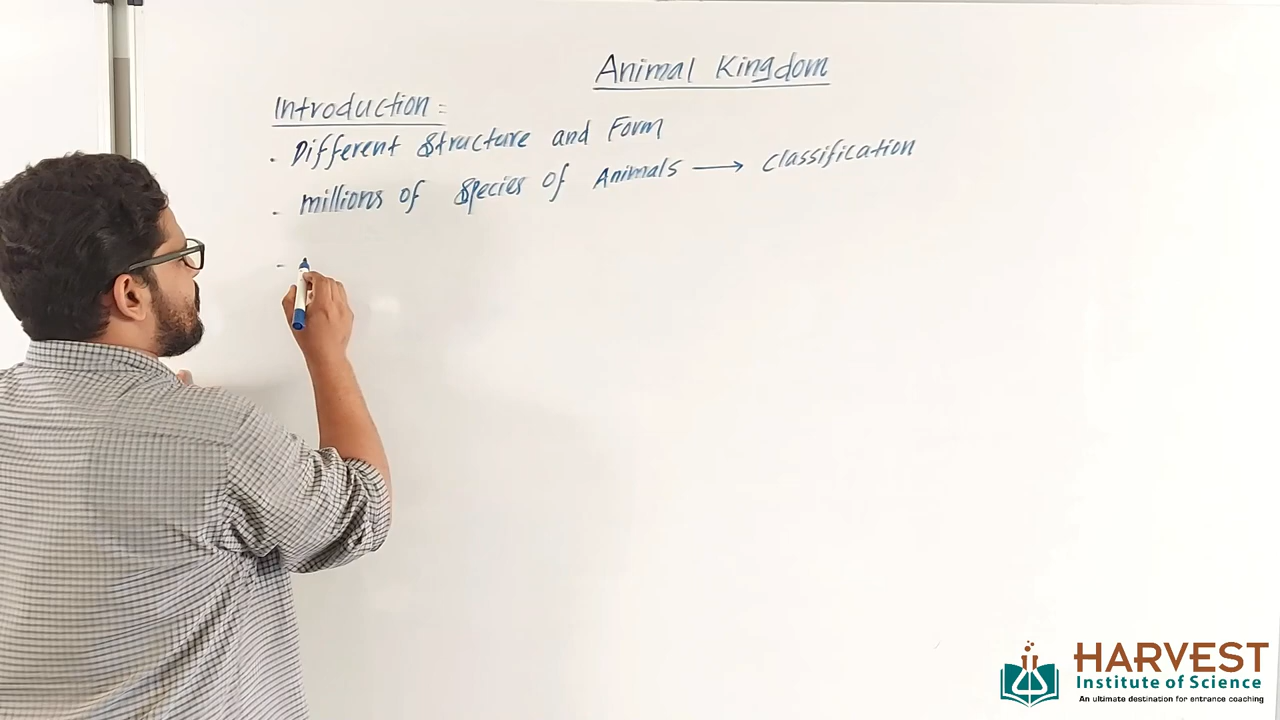 Animal Kingdom
Introduction :
. Different Structure and Form
- millions of Species of Animals → classification
-
HARVEST
Institute of Science
An ultimate destination for entrance coaching